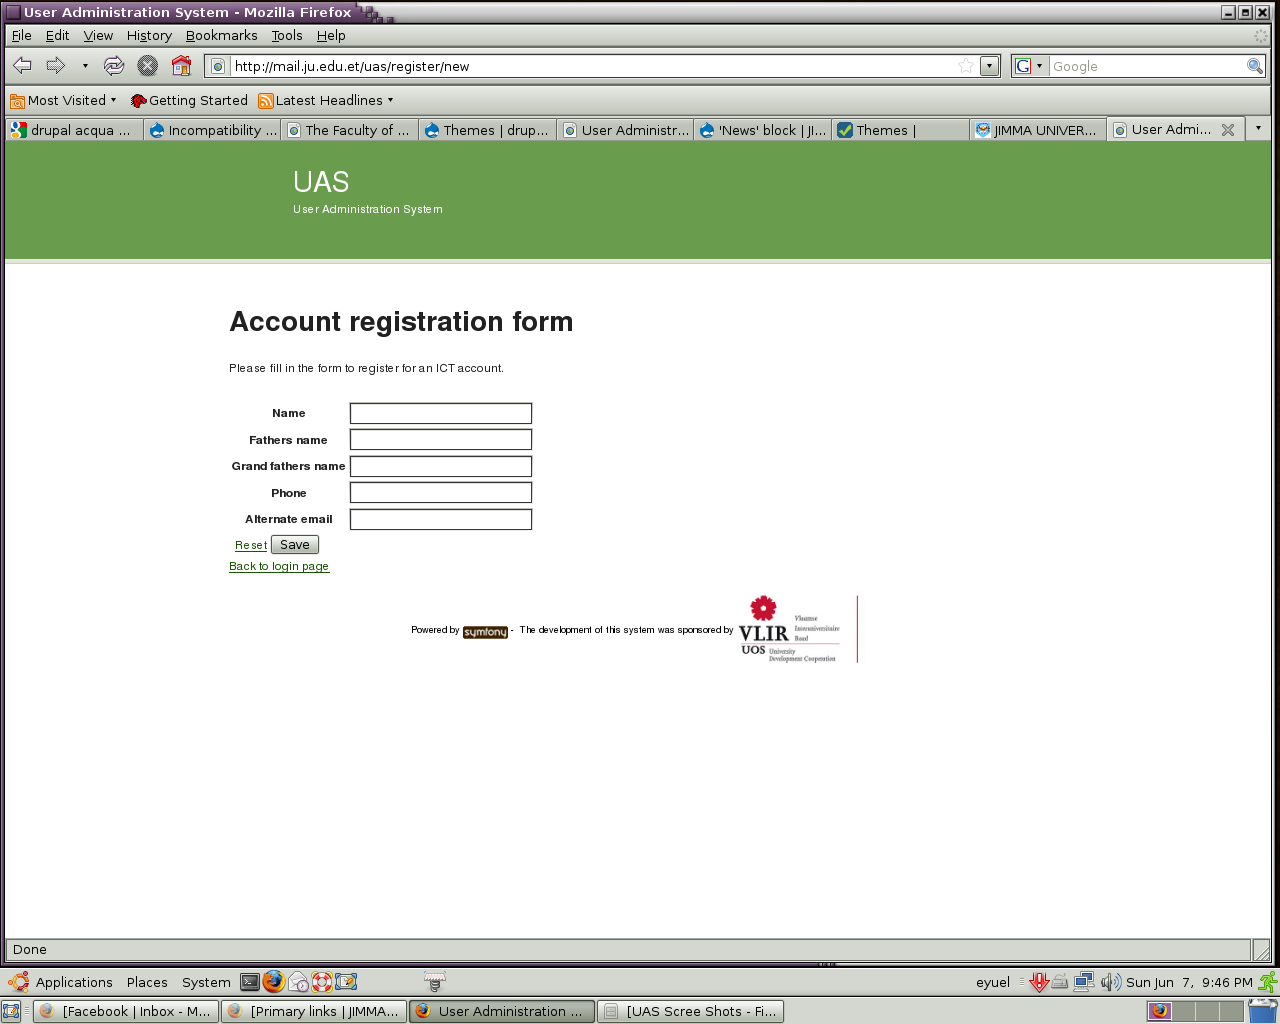 User Administration System - Mozilla Firefox
File Edit View History Bookmarks Tools Help
http://mail.ju.edu.et/uas/register/new
Google
Most Visited Getting Started Latest Headlines
drupal acqua ... Incompatibility ... The Faculty of ... Themes | drup... User Administr... 'News' block | JI... Themes | JIMMA UNIVER... User Admi...
UAS
User Administration System
Account registration form
Please fill in the form to register for an ICT account.
Name
Fathers name
Grand fathers name
Phone
Alternate email
Reset Save
Back to login page
Powered by symfony - The development of this system was sponsored by
VLIR
UOS
Vlaamse
Interuniversitaire
Raad
University
Development Cooperation
Done
Applications Places System eyuel Sun Jun 7, 9:46 PM
[Facebook | Inbox - M... [Primary links | JIMMA... User Administration ... [UAS Scree Shots - Fi...